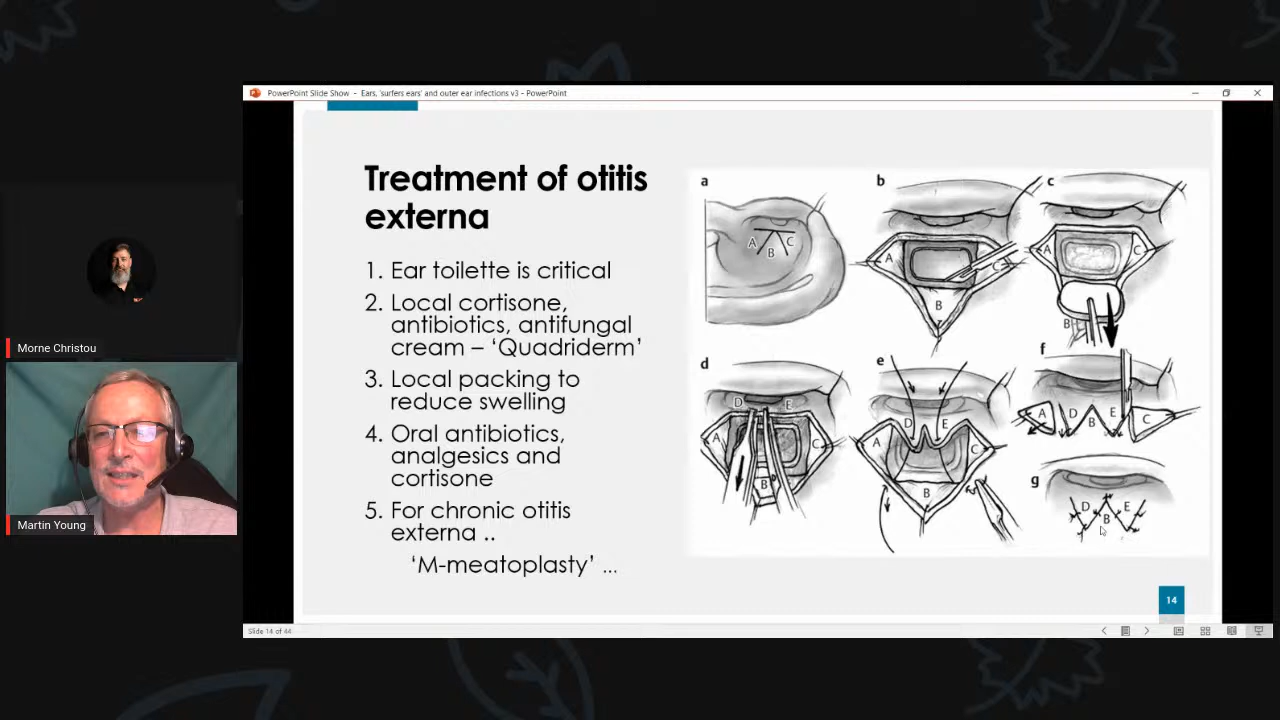 PowerPoint Slide Show - Ears, 'surfers ears' and outer ear infections v3 - PowerPoint
Treatment of otitis
externa
1. Ear toilette is critical
2. Local cortisone,
antibiotics, antifungal
cream – ‘Quadriderm’
3. Local packing to
reduce swelling
4. Oral antibiotics,
analgesics and
cortisone
5. For chronic otitis
externa ..
‘M-meatoplasty’ ...
a
A
B
C
b
A
B
C
c
A
B
C
d
D
E
A
B
C
e
D
E
A
B
C
f
A
D
B
E
C
g
D
B
E
14
Slide 14 of 44
Morne Christou
Martin Young